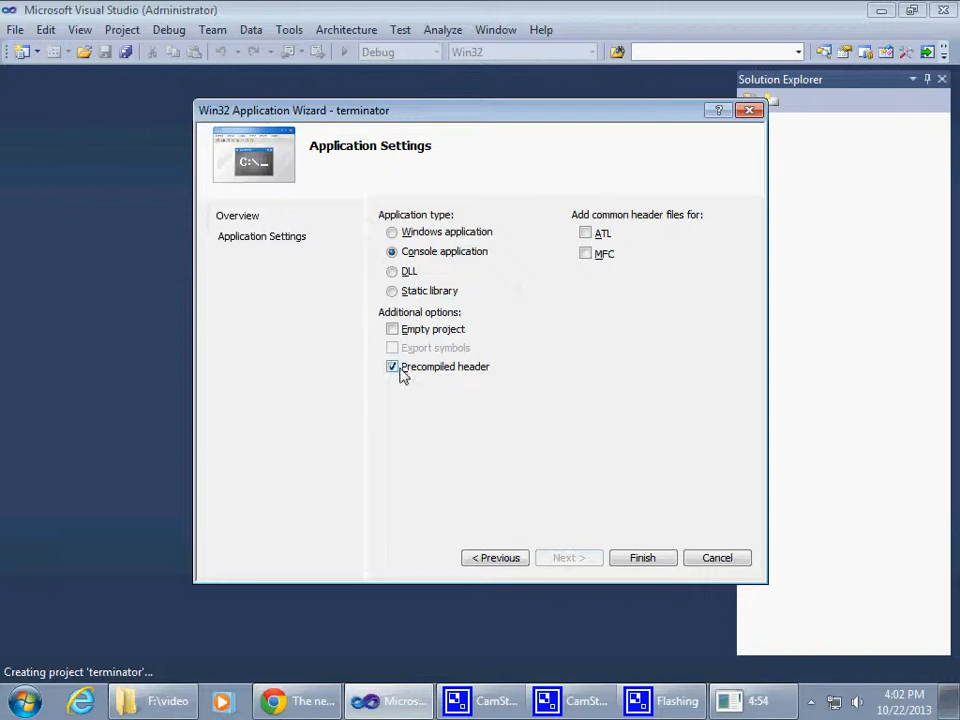 Microsoft Visual Studio (Administrator)
File Edit View Project Debug Team Data Tools Architecture Test Analyze Window Help
Debug Win32
Solution Explorer
Win32 Application Wizard - terminator
C:\_
Application Settings
Overview
Application Settings
Application type:
Windows application
Console application
DLL
Static library
Additional options:
Empty project
Export symbols
Precompiled header
Add common header files for:
ATL
MFC
< Previous Next > Finish Cancel
Creating project 'terminator'...
F:\video The ne... Micros... CamSt... CamSt... Flashing 4:54
4:02 PM
10/22/2013